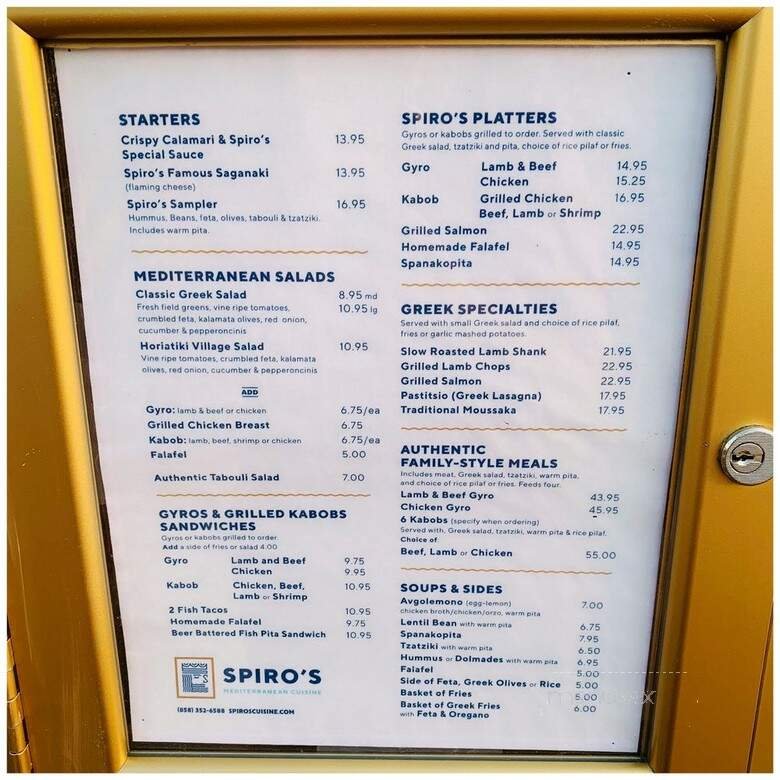 STARTERS
Crispy Calamari & Spiro's 13.95
Special Sauce
Spiro's Famous Saganaki 13.95
(flaming cheese)
Spiro's Sampler 16.95
Hummus, Beans, feta, olives, tabouli & tzatziki.
Includes warm pita.
MEDITERRANEAN SALADS
Classic Greek Salad 8.95 md
Fresh field greens, vine ripe tomatoes, 10.95 lg
crumbled feta, kalamata olives, red onion,
cucumber & pepperoncinis
Horiatiki Village Salad 10.95
Vine ripe tomatoes, crumbled feta, kalamata
olives, red onion, cucumber & pepperoncinis
ADD
Gyro: lamb & beef or chicken 6.75/ea
Grilled Chicken Breast 6.75
Kabob: lamb, beef, shrimp or chicken 6.75/ea
Falafel 5.00
Authentic Tabouli Salad 7.00
GYROS & GRILLED KABOBS
SANDWICHES
Gyros or kabobs grilled to order.
Add a side of fries or salad 4.00
Gyro Lamb and Beef 9.75
Chicken 9.95
Kabob Chicken, Beef, 10.95
Lamb or Shrimp
2 Fish Tacos 10.95
Homemade Falafel 9.75
Beer Battered Fish Pita Sandwich 10.95
SPIRO'S
MEDITERRANEAN CUISINE
(858) 352-6588 SPIROSCUISINE.COM
SPIRO'S PLATTERS
Gyros or kabobs grilled to order. Served with classic
Greek salad, tzatziki and pita, choice of rice pilaf or fries.
Gyro Lamb & Beef 14.95
Chicken 15.25
Kabob Grilled Chicken 16.95
Beef, Lamb or Shrimp
Grilled Salmon 22.95
Homemade Falafel 14.95
Spanakopita 14.95
GREEK SPECIALTIES
Served with small Greek salad and choice of rice pilaf,
fries or garlic mashed potatoes.
Slow Roasted Lamb Shank 21.95
Grilled Lamb Chops 22.95
Grilled Salmon 22.95
Pastitsio (Greek Lasagna) 17.95
Traditional Moussaka 17.95
AUTHENTIC
FAMILY-STYLE MEALS
Includes meat, Greek salad, tzatziki, warm pita,
and choice of rice pilaf or fries. Feeds four.
Lamb & Beef Gyro 43.95
Chicken Gyro 45.95
6 Kabobs (specify when ordering)
Served with, Greek salad, tzatziki, warm pita & rice pilaf.
Choice of
Beef, Lamb or Chicken 55.00
SOUPS & SIDES
Avgolemono (egg-lemon) 7.00
chicken broth/chicken/orzo, warm pita
Lentil Bean with warm pita 6.75
Spanakopita 7.95
Tzatziki with warm pita 6.50
Hummus or Dolmades with warm pita 6.95
Falafel 5.00
Side of Feta, Greek Olives or Rice 5.00
Basket of Fries 5.00
Basket of Greek Fries 6.00
with Feta & Oregano